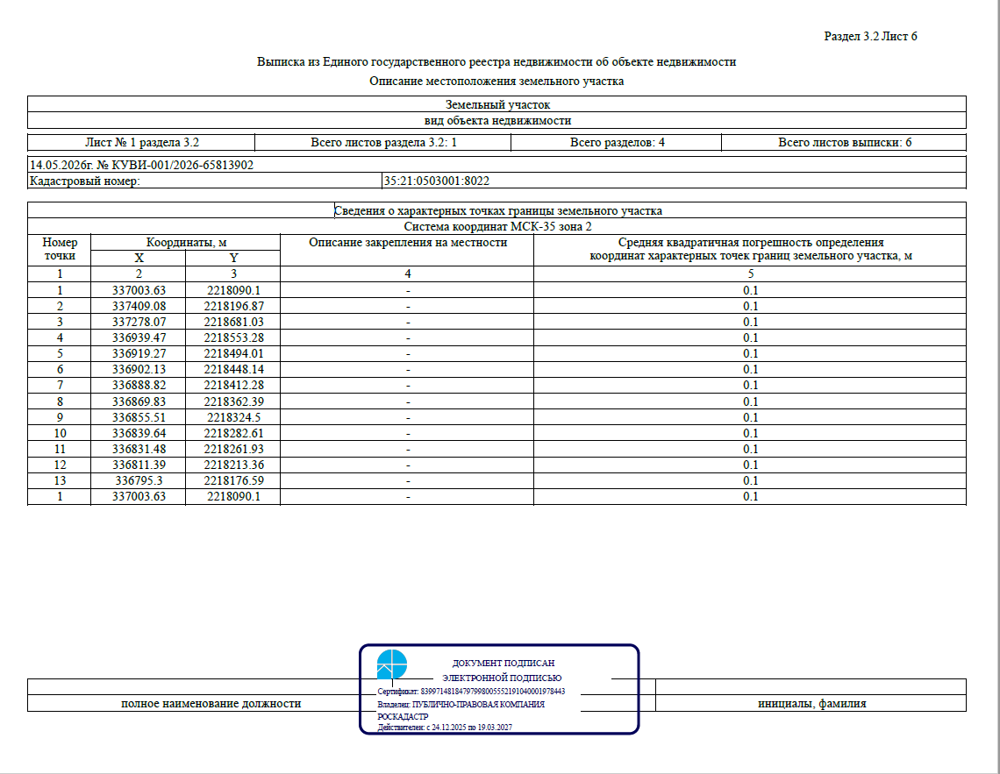 Раздел 3.2 Лист 6
Выписка из Единого государственного реестра недвижимости об объекте недвижимости
Описание местоположения земельного участка
Земельный участок
вид объекта недвижимости
Лист № 1 раздела 3.2 Всего листов раздела 3.2: 1 Всего разделов: 4 Всего листов выписки: 6
14.05.2026г. № КУВИ-001/2026-65813902
Кадастровый номер: 35:21:0503001:8022
Сведения о характерных точках границы земельного участка
Система координат МСК-35 зона 2
Номер точки Координаты, м Описание закрепления на местности Средняя квадратичная погрешность определения координат характерных точек границ земельного участка, м
X Y
1 2 3 4 5
1 337003.63 2218090.1 - 0.1
2 337409.08 2218196.87 - 0.1
3 337278.07 2218681.03 - 0.1
4 336939.47 2218553.28 - 0.1
5 336919.27 2218494.01 - 0.1
6 336902.13 2218448.14 - 0.1
7 336888.82 2218412.28 - 0.1
8 336869.83 2218362.39 - 0.1
9 336855.51 2218324.5 - 0.1
10 336839.64 2218282.61 - 0.1
11 336831.48 2218261.93 - 0.1
12 336811.39 2218213.36 - 0.1
13 336795.3 2218176.59 - 0.1
1 337003.63 2218090.1 - 0.1
ДОКУМЕНТ ПОДПИСАН
ЭЛЕКТРОННОЙ ПОДПИСЬЮ
Сертификат: 83997148184797998005552191040001978443
Владелец: ПУБЛИЧНО-ПРАВОВАЯ КОМПАНИЯ
РОСКАДАСТР
Действителен: с 24.12.2025 по 19.03.2027
полное наименование должности инициалы, фамилия